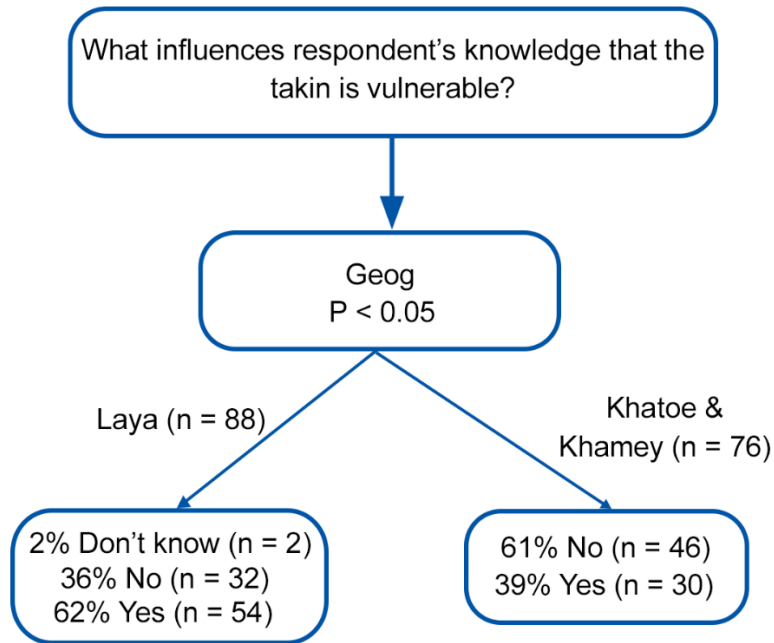 What influences respondent’s knowledge that the
takin is vulnerable?
Geog
P < 0.05
Laya (n = 88)
Khatoe &
Khamey (n = 76)
2% Don’t know (n = 2)
36% No (n = 32)
62% Yes (n = 54)
61% No (n = 46)
39% Yes (n = 30)